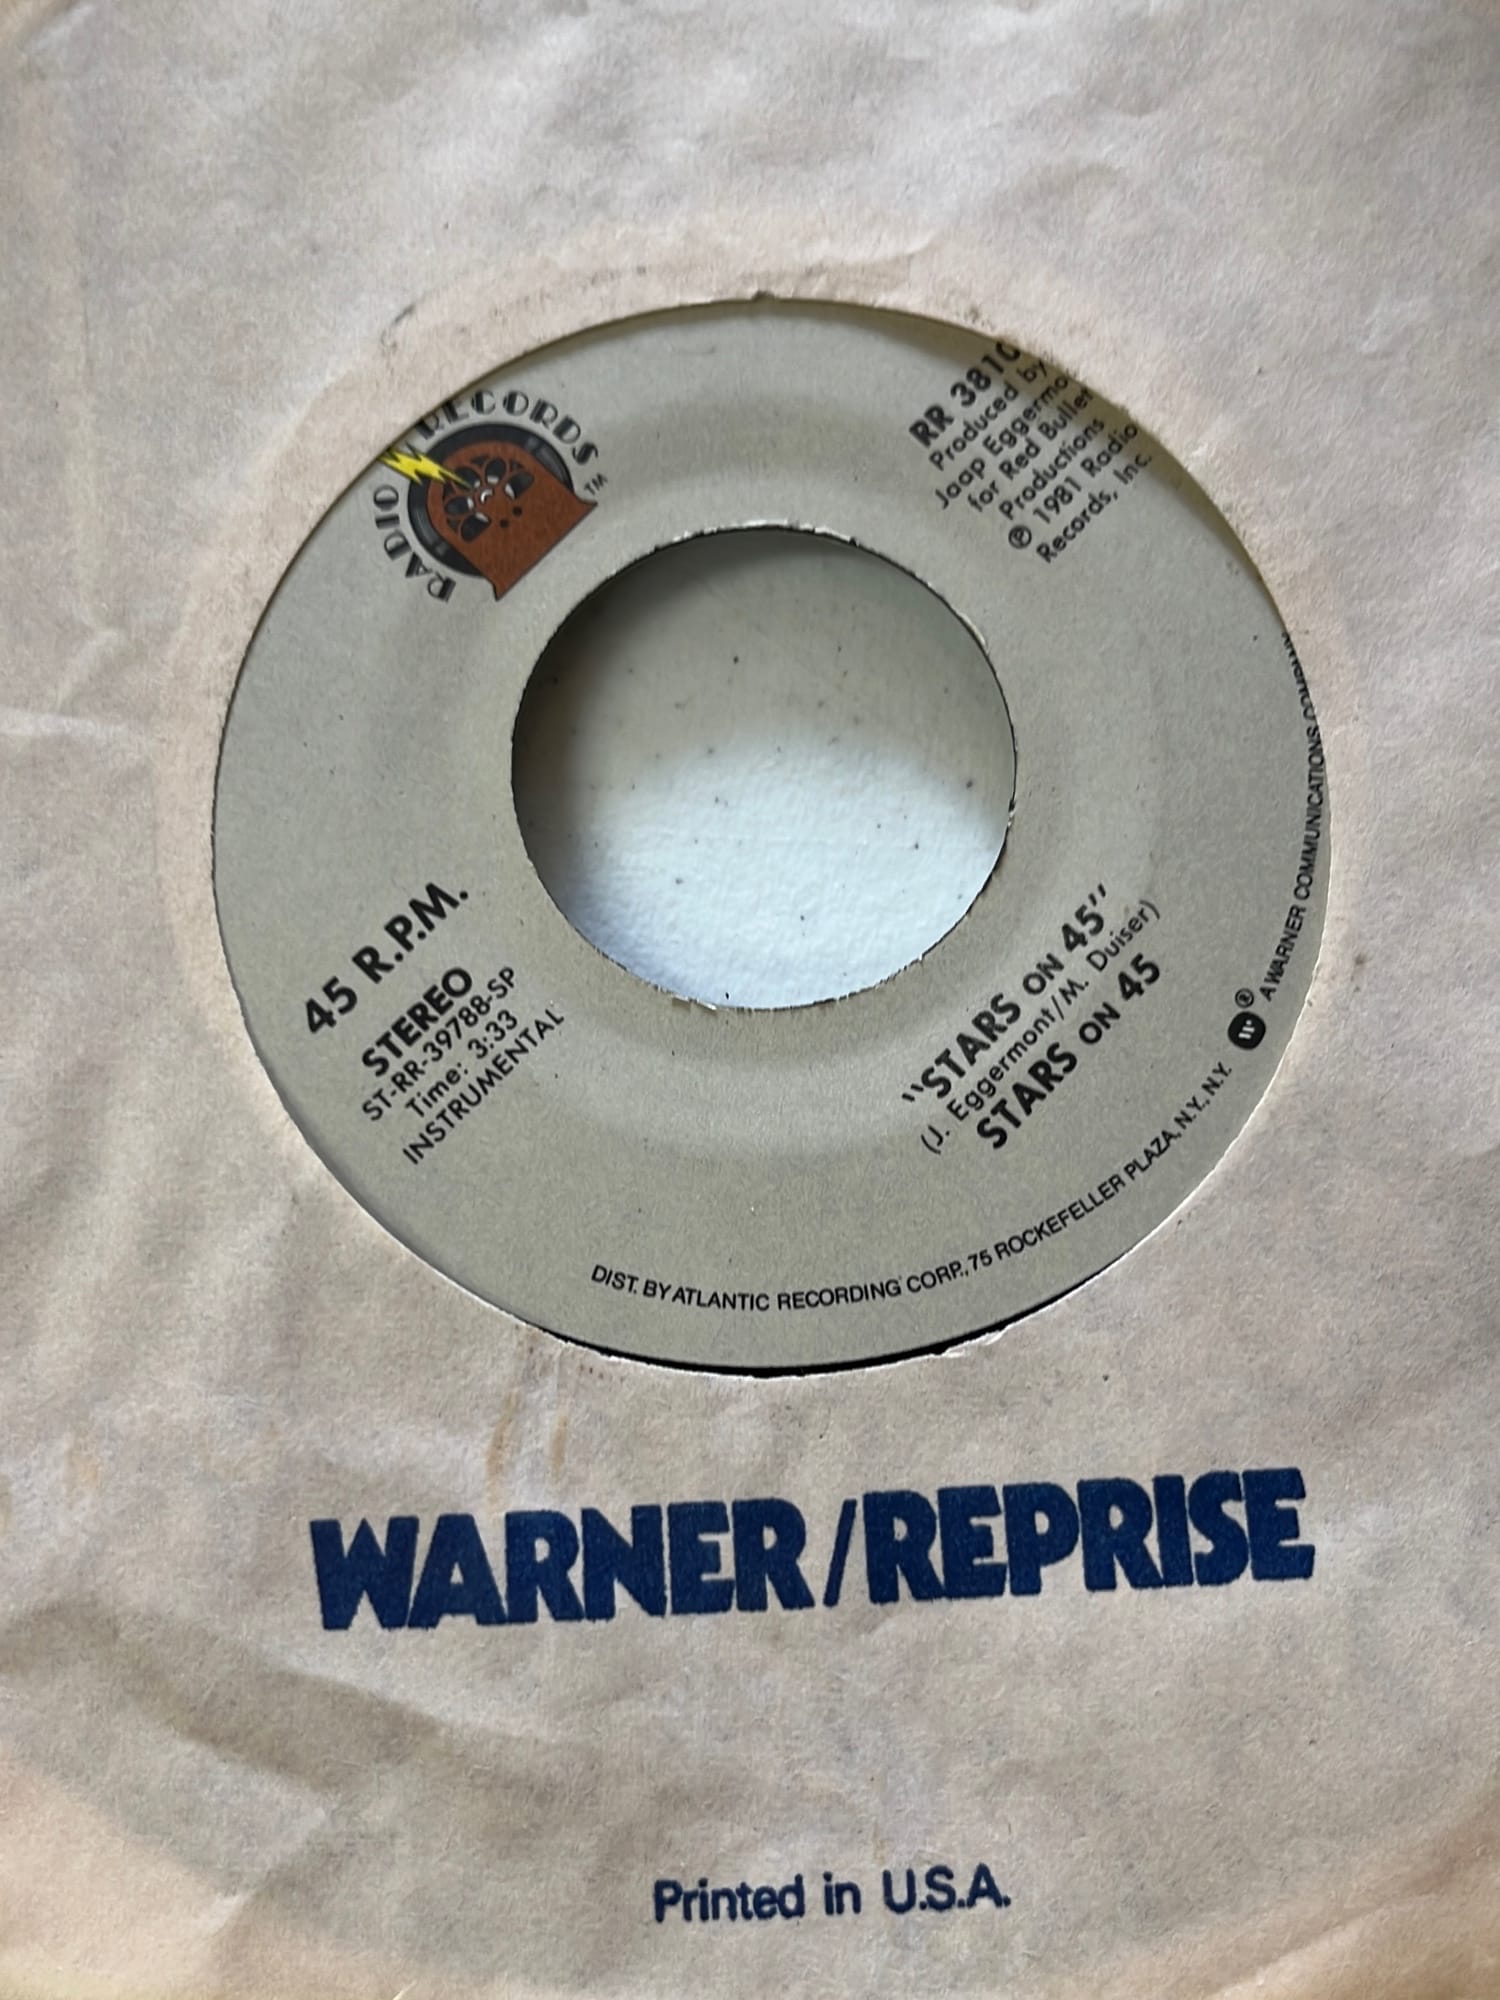 RADIO RECORDS TM
RR 3810
Produced by
Jaap Eggermo
for Red Bullet
Productions
℗ 1981 Radio
Records, Inc.
45 R.P.M.
STEREO
ST-RR-39788-SP
Time: 3:33
INSTRUMENTAL
"STARS ON 45"
(J. Eggermont/M. Duiser)
STARS ON 45
DIST. BY ATLANTIC RECORDING CORP., 75 ROCKEFELLER PLAZA, N.Y., N.Y. ® A WARNER COMMUNICATIONS COMPANY
WARNER/REPRISE
Printed in U.S.A.